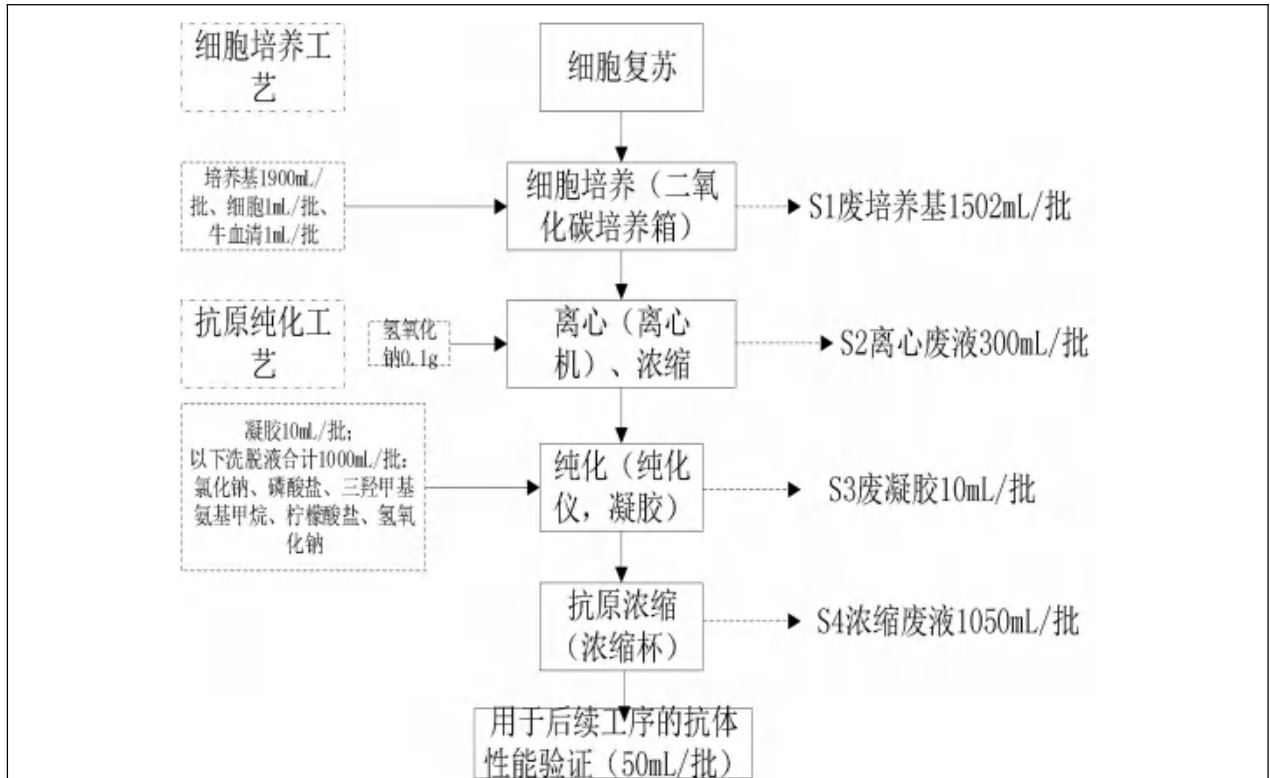 细胞培养工
艺
细胞复苏
培养基1900mL/
批、细胞1mL/批、
牛血清1mL/批
细胞培养（二氧
化碳培养箱）
S1废培养基1502mL/批
抗原纯化工
艺
氢氧化
钠0.1g
离心（离心
机）、浓缩
S2离心废液300mL/批
凝胶10mL/批；
以下洗脱液合计1000mL/批：
氯化钠、磷酸盐、三羟甲基
氨基甲烷、柠檬酸盐、氢氧
化钠
纯化（纯化
仪，凝胶）
S3废凝胶10mL/批
抗原浓缩
（浓缩杯）
S4浓缩废液1050mL/批
用于后续工序的抗体
性能验证（50mL/批）